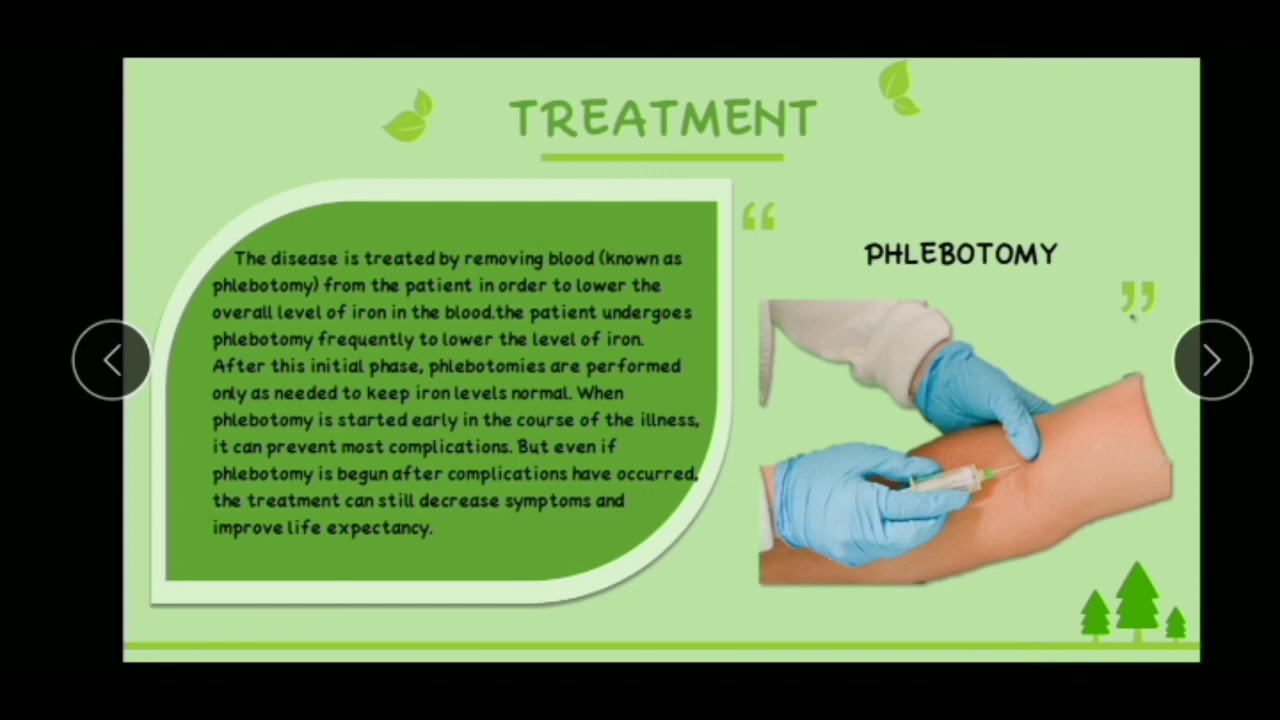 TREATMENT
The disease is treated by removing blood (known as
phlebotomy) from the patient in order to lower the
overall level of iron in the blood.the patient undergoes
phlebotomy frequently to lower the level of iron.
After this initial phase, phlebotomies are performed
only as needed to keep iron levels normal. When
phlebotomy is started early in the course of the illness,
it can prevent most complications. But even if
phlebotomy is begun after complications have occurred,
the treatment can still decrease symptoms and
improve life expectancy.
“
PHLEBOTOMY
”